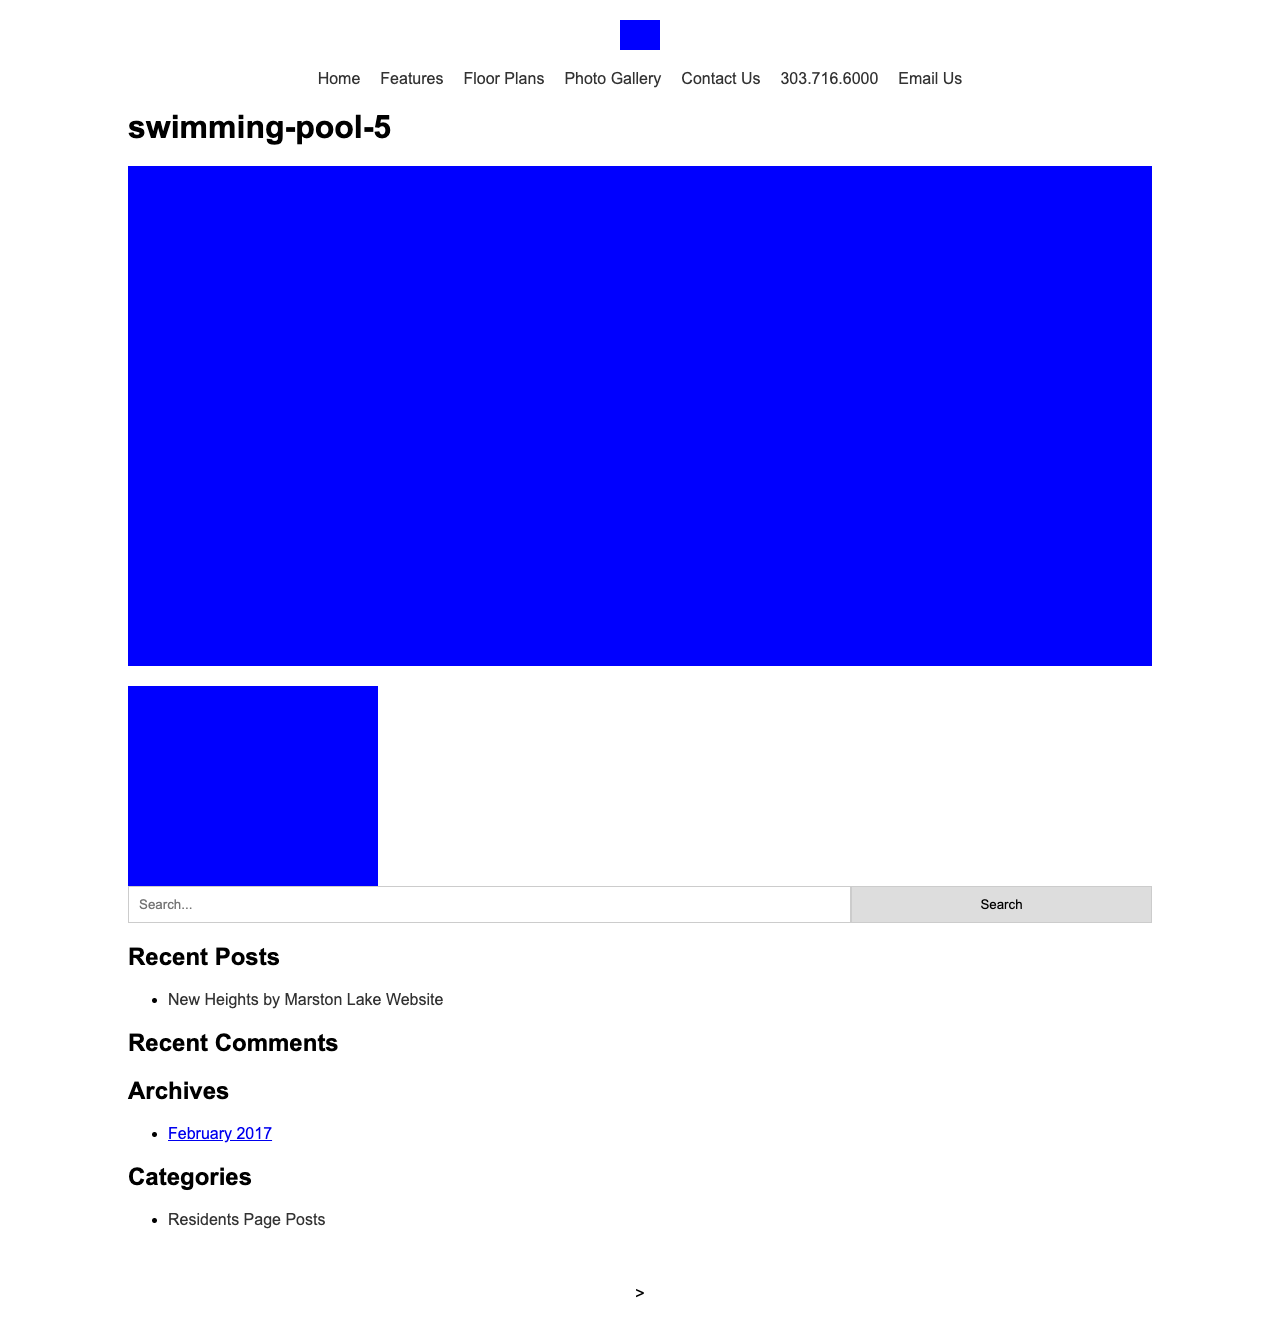 Home Features Floor Plans Photo Gallery Contact Us 303.716.6000 Email Us
swimming-pool-5
Search... Search
Recent Posts
New Heights by Marston Lake Website
Recent Comments
Archives
February 2017
Categories
Residents Page Posts
>